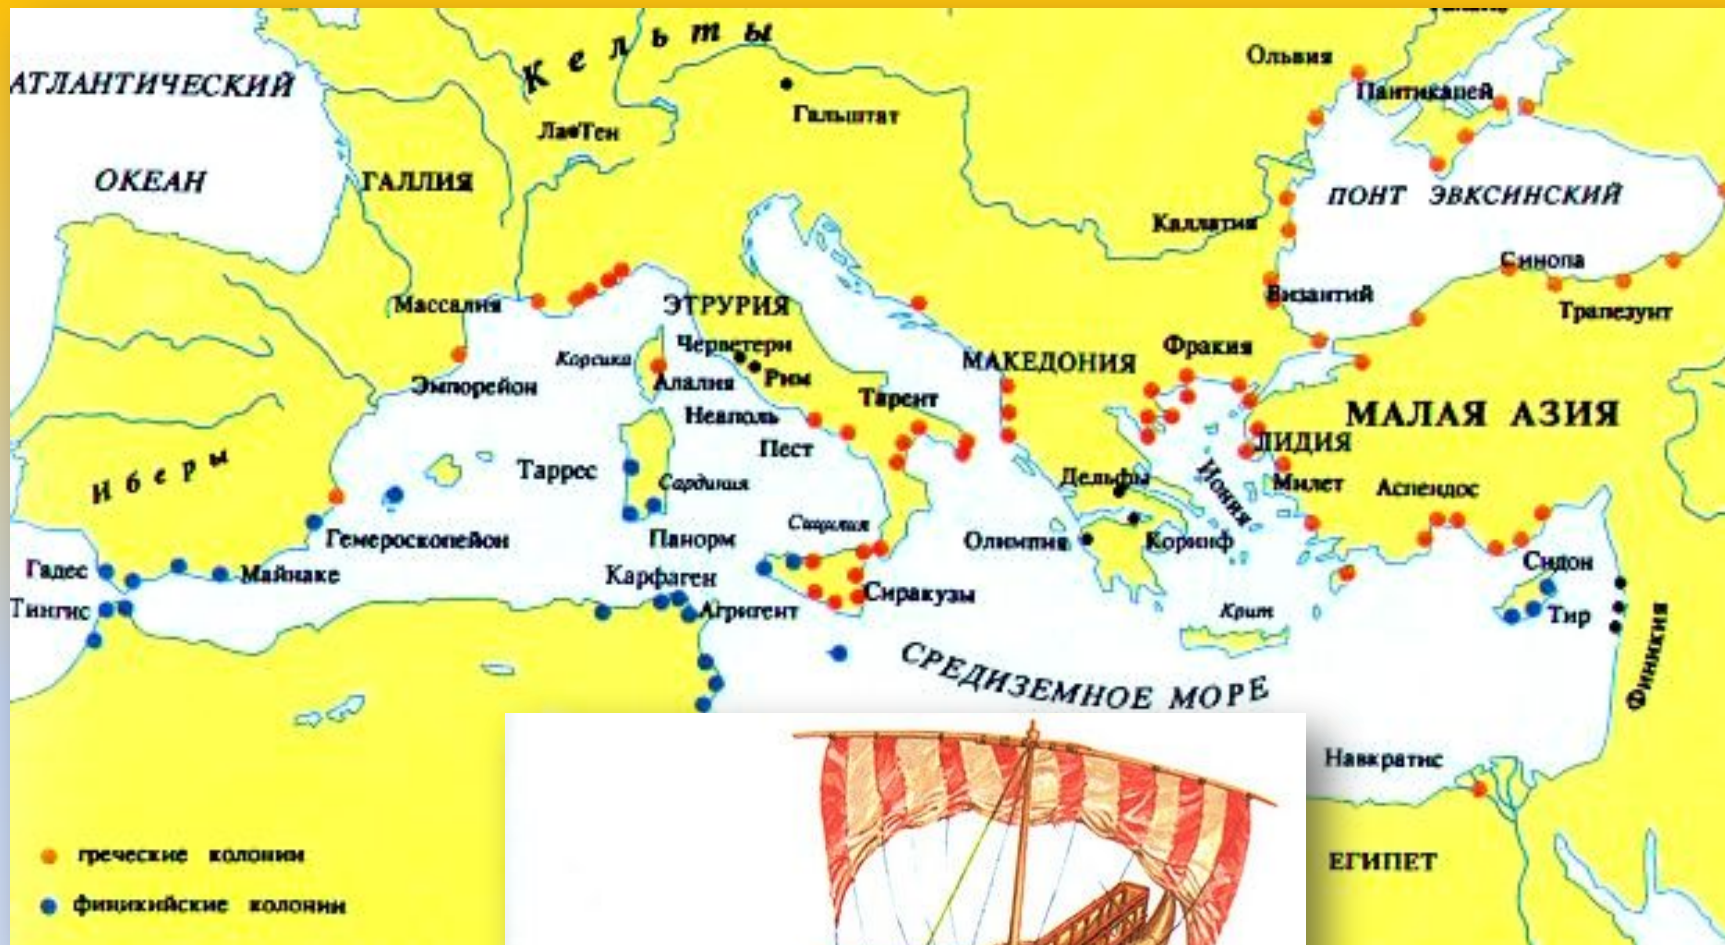 Кельты
Ольвия
АТЛАНТИЧЕСКИЙ
Пантикапей
Гальштат
Ла Тен
ОКЕАН
ГАЛЛИЯ
ПОНТ ЭВКСИНСКИЙ
Каллатия
Синопа
Массалия
ЭТРУРИЯ
Византий
Трапезунт
Черветери
Фракия
Корсика
МАКЕДОНИЯ
Эмпорейон
Алалия
Рим
Тарент
МАЛАЯ АЗИЯ
Неаполь
Пест
ЛИДИЯ
Иберы
Таррес
Сардиния
Дельфы
Иония
Милет
Аспендос
Сицилия
Гемероскопейон
Панорм
Олимпия
Коринф
Гадес
Майнаке
Карфаген
Сидон
Тингис
Агригент
Сиракузы
Крит
Тир
Финикия
СРЕДИЗЕМНОЕ МОРЕ
Навкратис
греческие колонии
ЕГИПЕТ
финикийские колонии